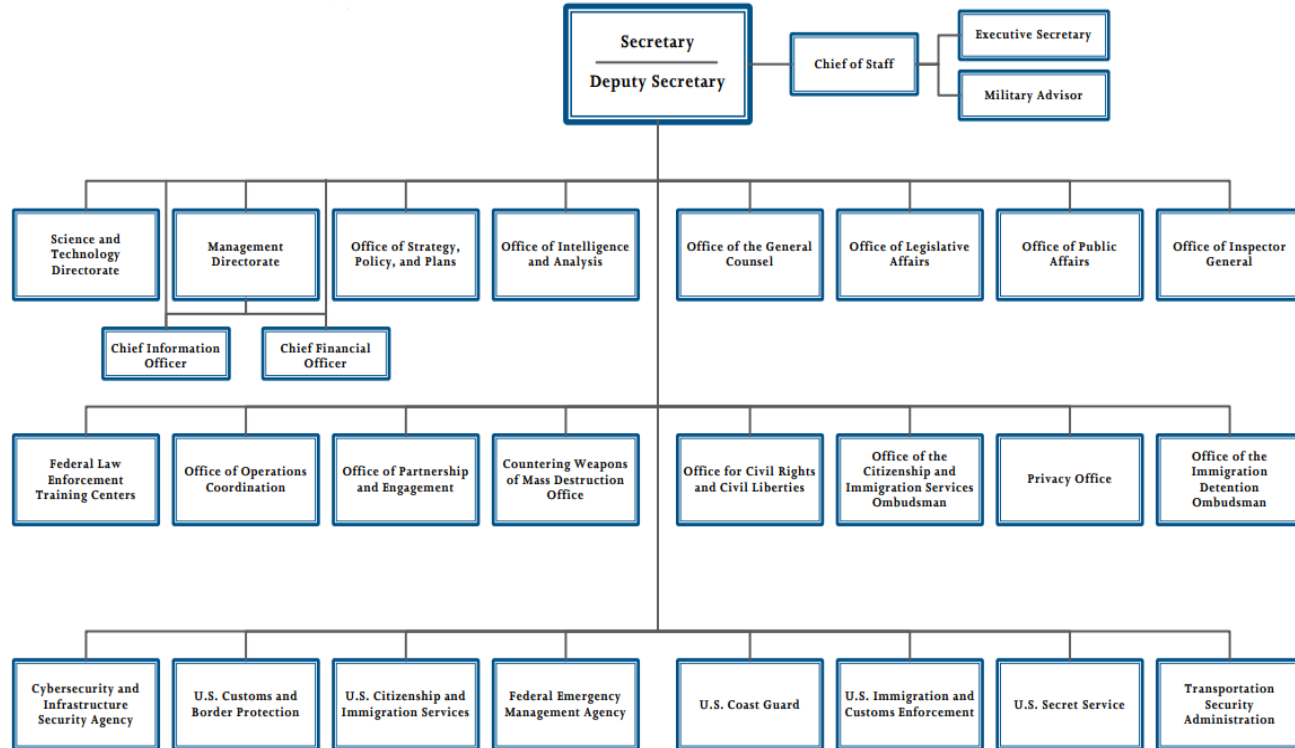 Secretary
Deputy Secretary
Chief of Staff
Executive Secretary
Military Advisor
Science and
Technology
Directorate
Management
Directorate
Office of Strategy,
Policy, and Plans
Office of Intelligence
and Analysis
Office of the General
Counsel
Office of Legislative
Affairs
Office of Public
Affairs
Office of Inspector
General
Chief Information
Officer
Chief Financial
Officer
Federal Law
Enforcement
Training Centers
Office of Operations
Coordination
Office of Partnership
and Engagement
Countering Weapons
of Mass Destruction
Office
Office for Civil Rights
and Civil Liberties
Office of the
Citizenship and
Immigration Services
Ombudsman
Privacy Office
Office of the
Immigration
Detention
Ombudsman
Cybersecurity and
Infrastructure
Security Agency
U.S. Customs and
Border Protection
U.S. Citizenship and
Immigration Services
Federal Emergency
Management Agency
U.S. Coast Guard
U.S. Immigration and
Customs Enforcement
U.S. Secret Service
Transportation
Security
Administration